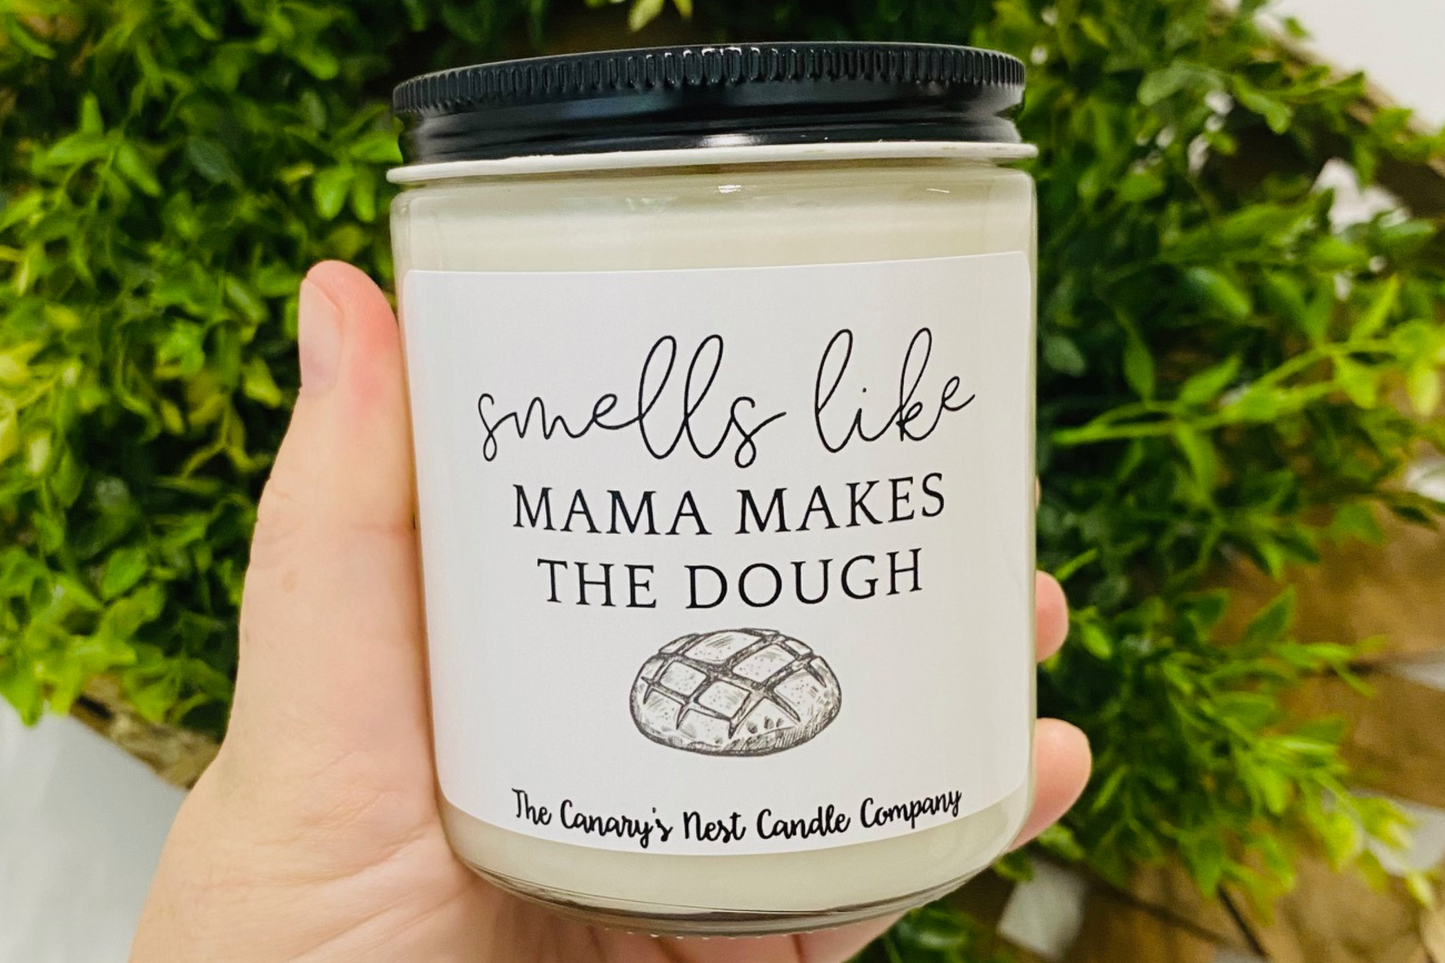 smells like
MAMA MAKES
THE DOUGH
The Canary's Nest Candle Company